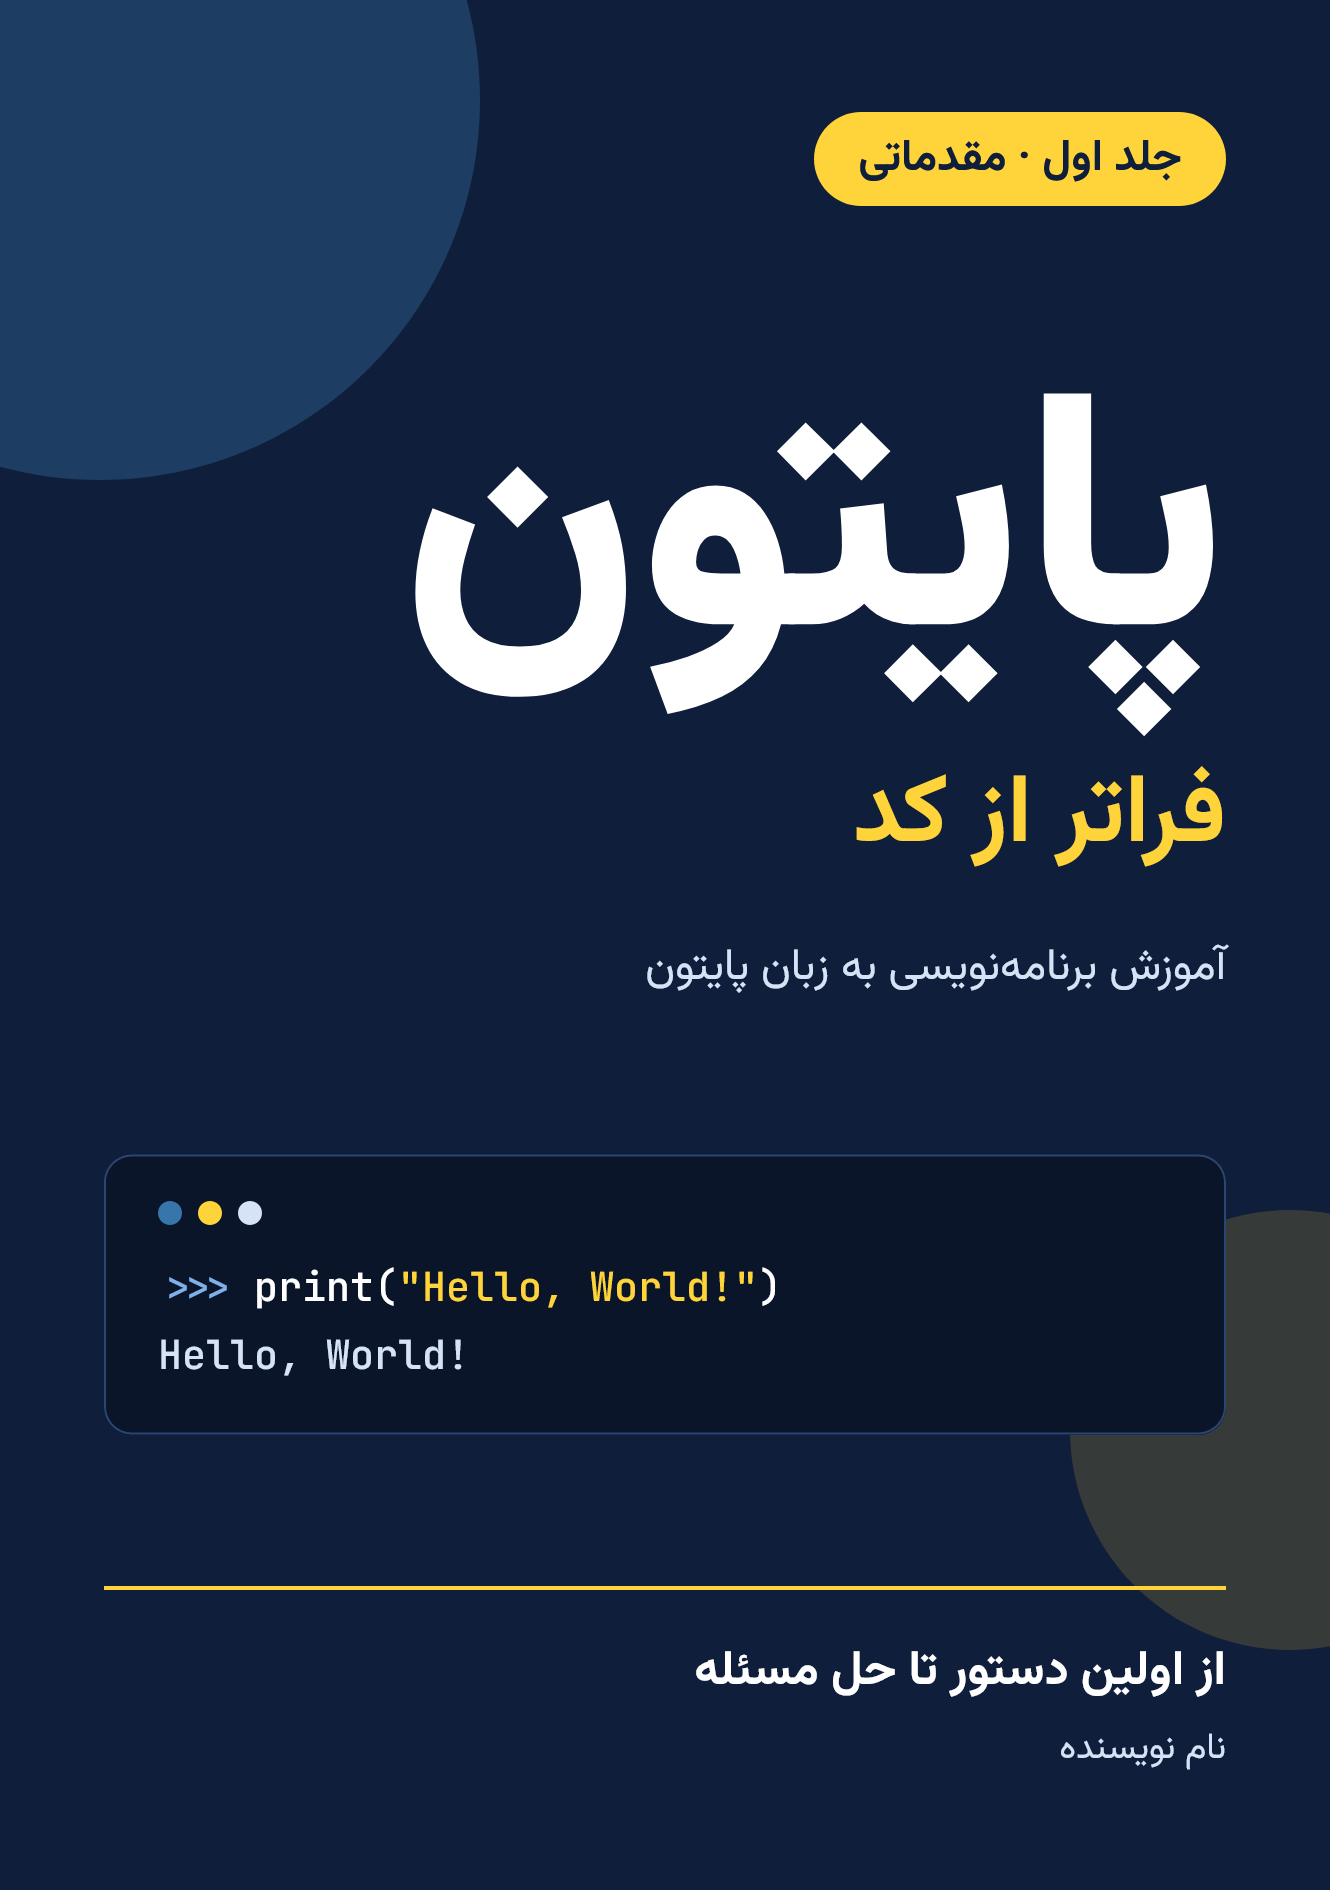 جلد اول · مقدماتی
پایتون
فراتر از کد
آموزش برنامه‌نویسی به زبان پایتون
>>> print("Hello, World!")
Hello, World!
از اولین دستور تا حل مسئله
نام نویسنده